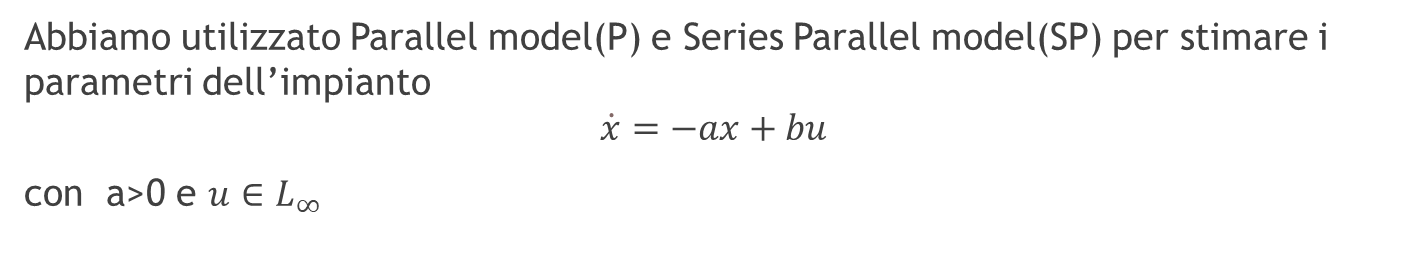 Abbiamo utilizzato Parallel model(P) e Series Parallel model(SP) per stimare i
parametri dell’impianto
ẋ = −ax + bu
con a>0 e u ∈ L∞